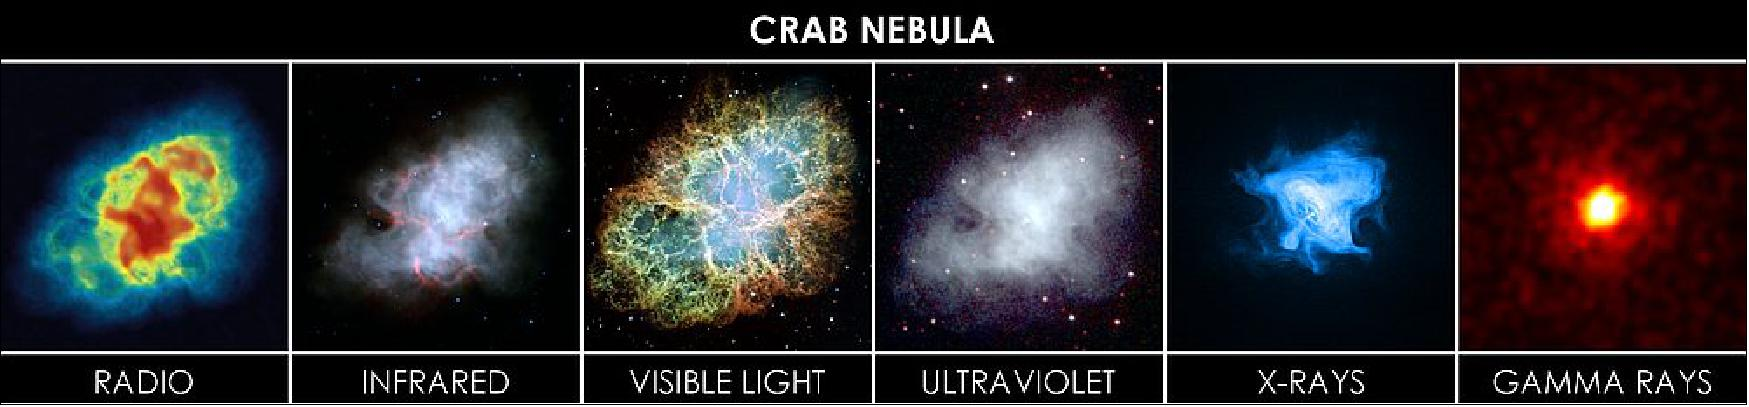 CRAB NEBULA
RADIO
INFRARED
VISIBLE LIGHT
ULTRAVIOLET
X-RAYS
GAMMA RAYS